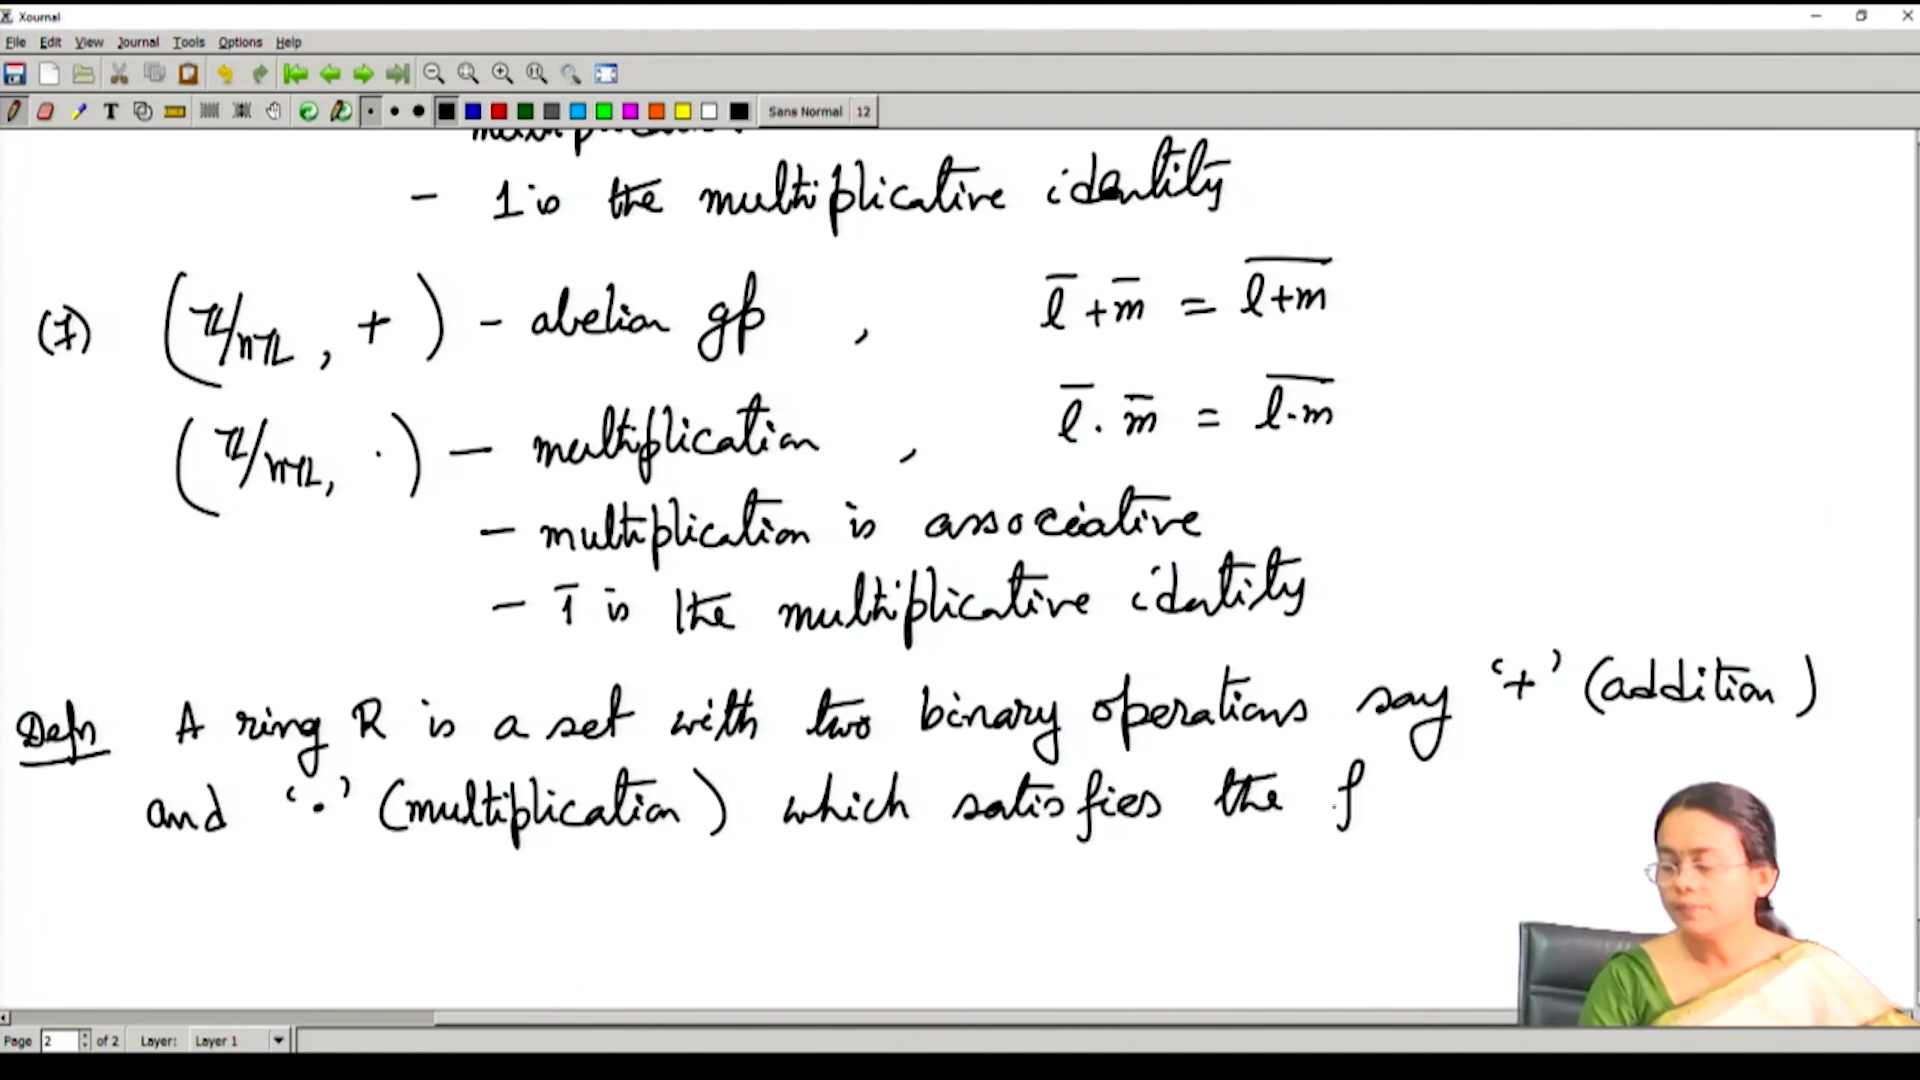 Xournal
File Edit View Journal Tools Options Help
Sans Normal 12
- 1 is the multiplicative identity
(7) (ℤ/nℤ, +) - abelian gp , l̅ + m̅ = \overline{l+m}
(ℤ/nℤ, ·) - multiplication , l̅ · m̅ = \overline{l·m}
- multiplication is associative
- 1̅ is the multiplicative identity
Defn A ring R is a set with two binary operations say '+' (addition)
and '·' (multiplication) which satisfies the f
Page 2 of 2 Layer: Layer 1